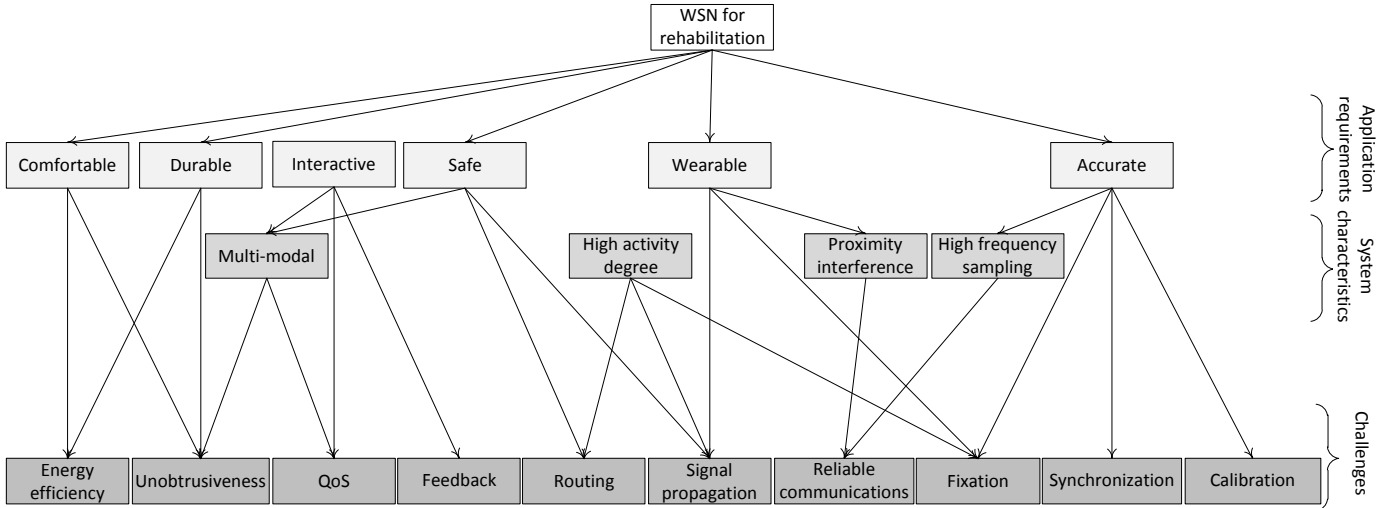 WSN for
rehabilitation
Application
requirements
Comfortable
Durable
Interactive
Safe
Wearable
Accurate
System
characteristics
Multi-modal
High activity
degree
Proximity
interference
High frequency
sampling
Challenges
Energy
efficiency
Unobtrusiveness
QoS
Feedback
Routing
Signal
propagation
Reliable
communications
Fixation
Synchronization
Calibration